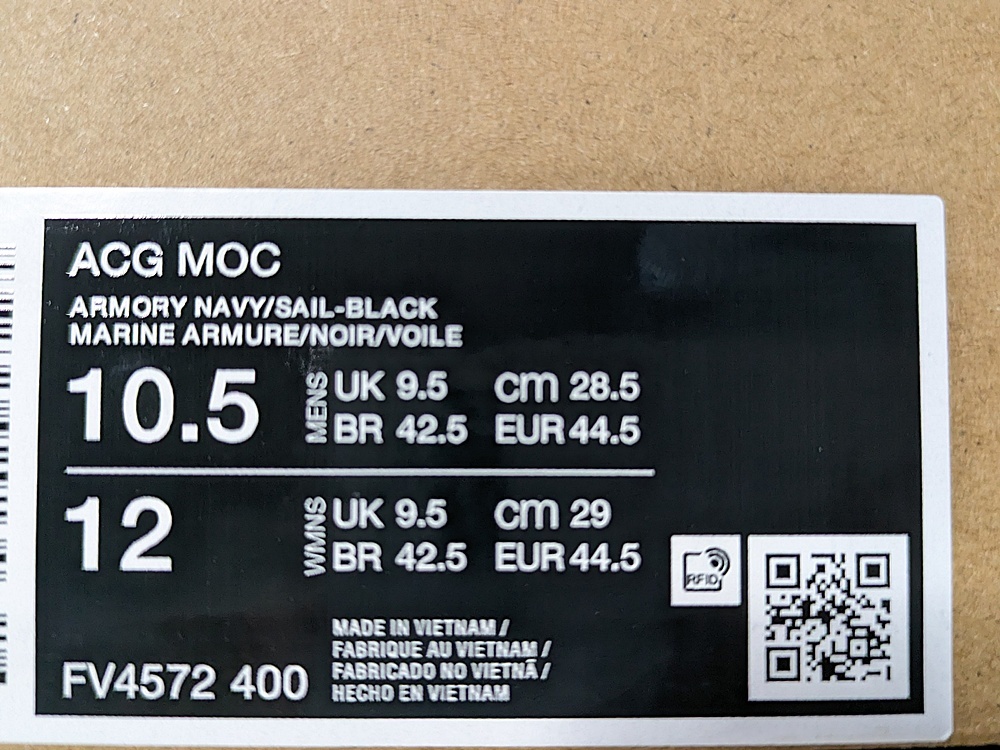 ACG MOC
ARMORY NAVY/SAIL-BLACK
MARINE ARMURE/NOIR/VOILE
10.5 MENS UK 9.5 cm 28.5
BR 42.5 EUR 44.5
12 WMNS UK 9.5 cm 29
BR 42.5 EUR 44.5
RFID
MADE IN VIETNAM /
FABRIQUE AU VIETNAM /
FABRICADO NO VIETNÃ /
HECHO EN VIETNAM
FV4572 400